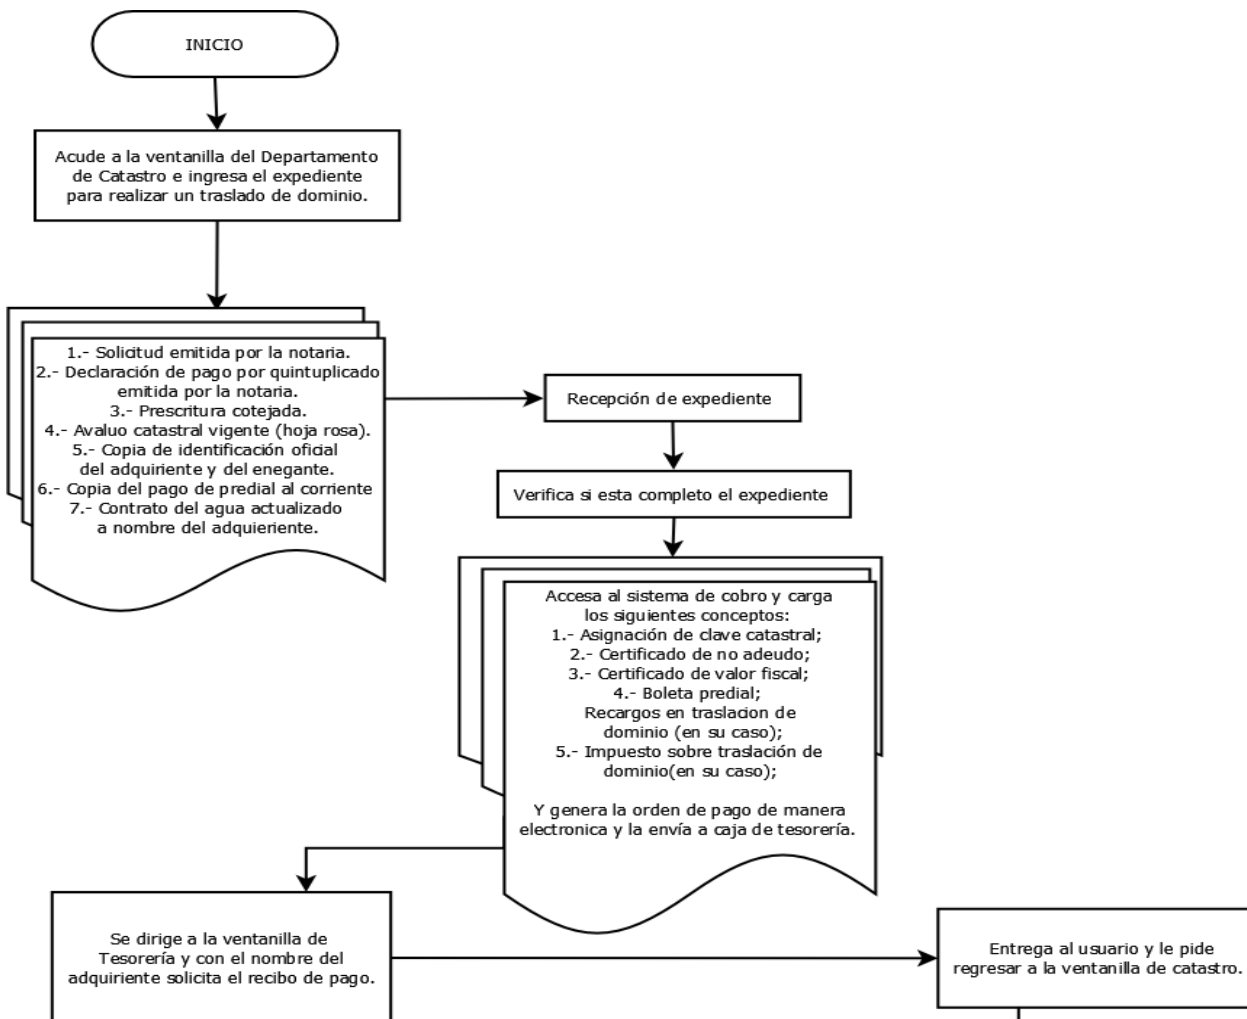 INICIO
Acude a la ventanilla del Departamento
de Catastro e ingresa el expediente
para realizar un traslado de dominio.
1.- Solicitud emitida por la notaria.
2.- Declaración de pago por quintuplicado
emitida por la notaria.
3.- Prescritura cotejada.
4.- Avaluo catastral vigente (hoja rosa).
5.- Copia de identificación oficial
del adquiriente y del enegante.
6.- Copia del pago de predial al corriente
7.- Contrato del agua actualizado
a nombre del adquieriente.
Recepción de expediente
Verifica si esta completo el expediente
Accesa al sistema de cobro y carga
los siguientes conceptos:
1.- Asignación de clave catastral;
2.- Certificado de no adeudo;
3.- Certificado de valor fiscal;
4.- Boleta predial;
Recargos en traslacion de
dominio (en su caso);
5.- Impuesto sobre traslación de
dominio(en su caso);
Y genera la orden de pago de manera
electronica y la envía a caja de tesorería.
Se dirige a la ventanilla de
Tesorería y con el nombre del
adquiriente solicita el recibo de pago.
Entrega al usuario y le pide
regresar a la ventanilla de catastro.